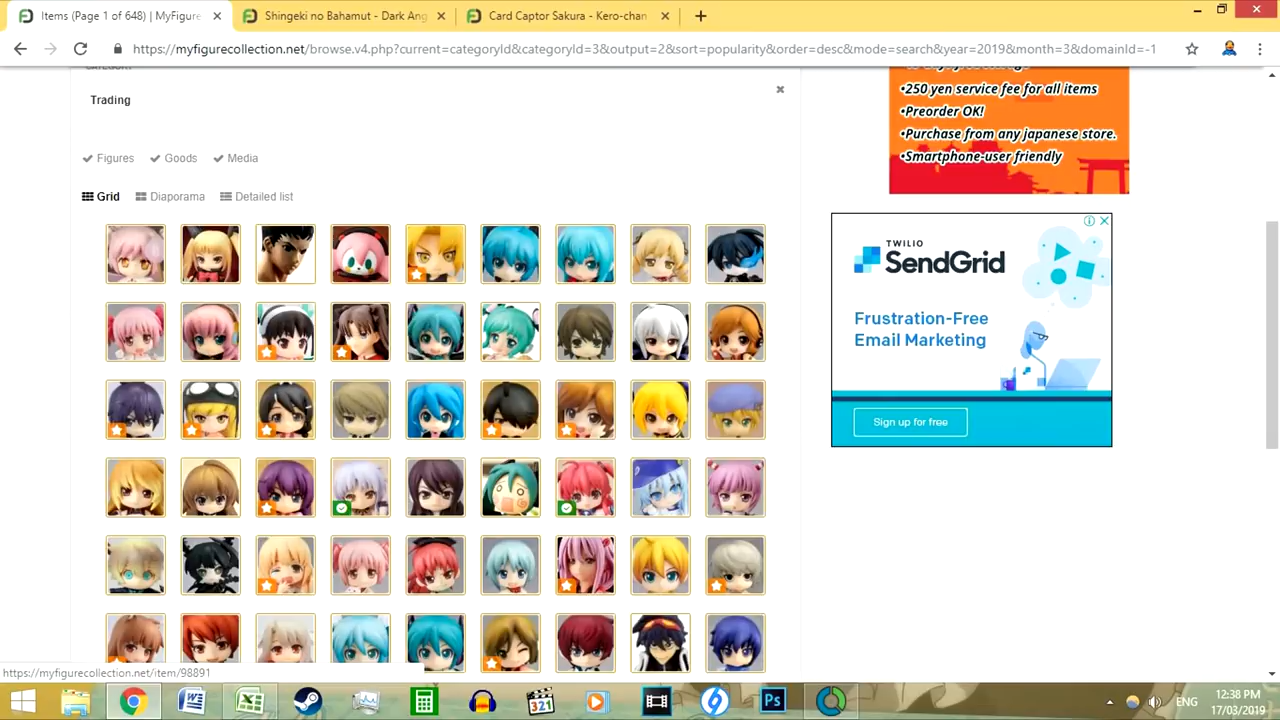 Items (Page 1 of 648) | MyFigure
Shingeki no Bahamut - Dark Ang
Card Captor Sakura - Kero-chan
https://myfigurecollection.net/browse.v4.php?current=categoryId&categoryId=3&output=2&sort=popularity&order=desc&mode=search&year=2019&month=3&domainId=-1
Trading
Figures
Goods
Media
Grid
Diaporama
Detailed list
•250 yen service fee for all items
•Preorder OK!
•Purchase from any japanese store.
•Smartphone-user friendly
TWILIO
SendGrid
Frustration-Free
Email Marketing
Sign up for free
https://myfigurecollection.net/item/98891
321
Ps
ENG
12:38 PM
17/03/2019